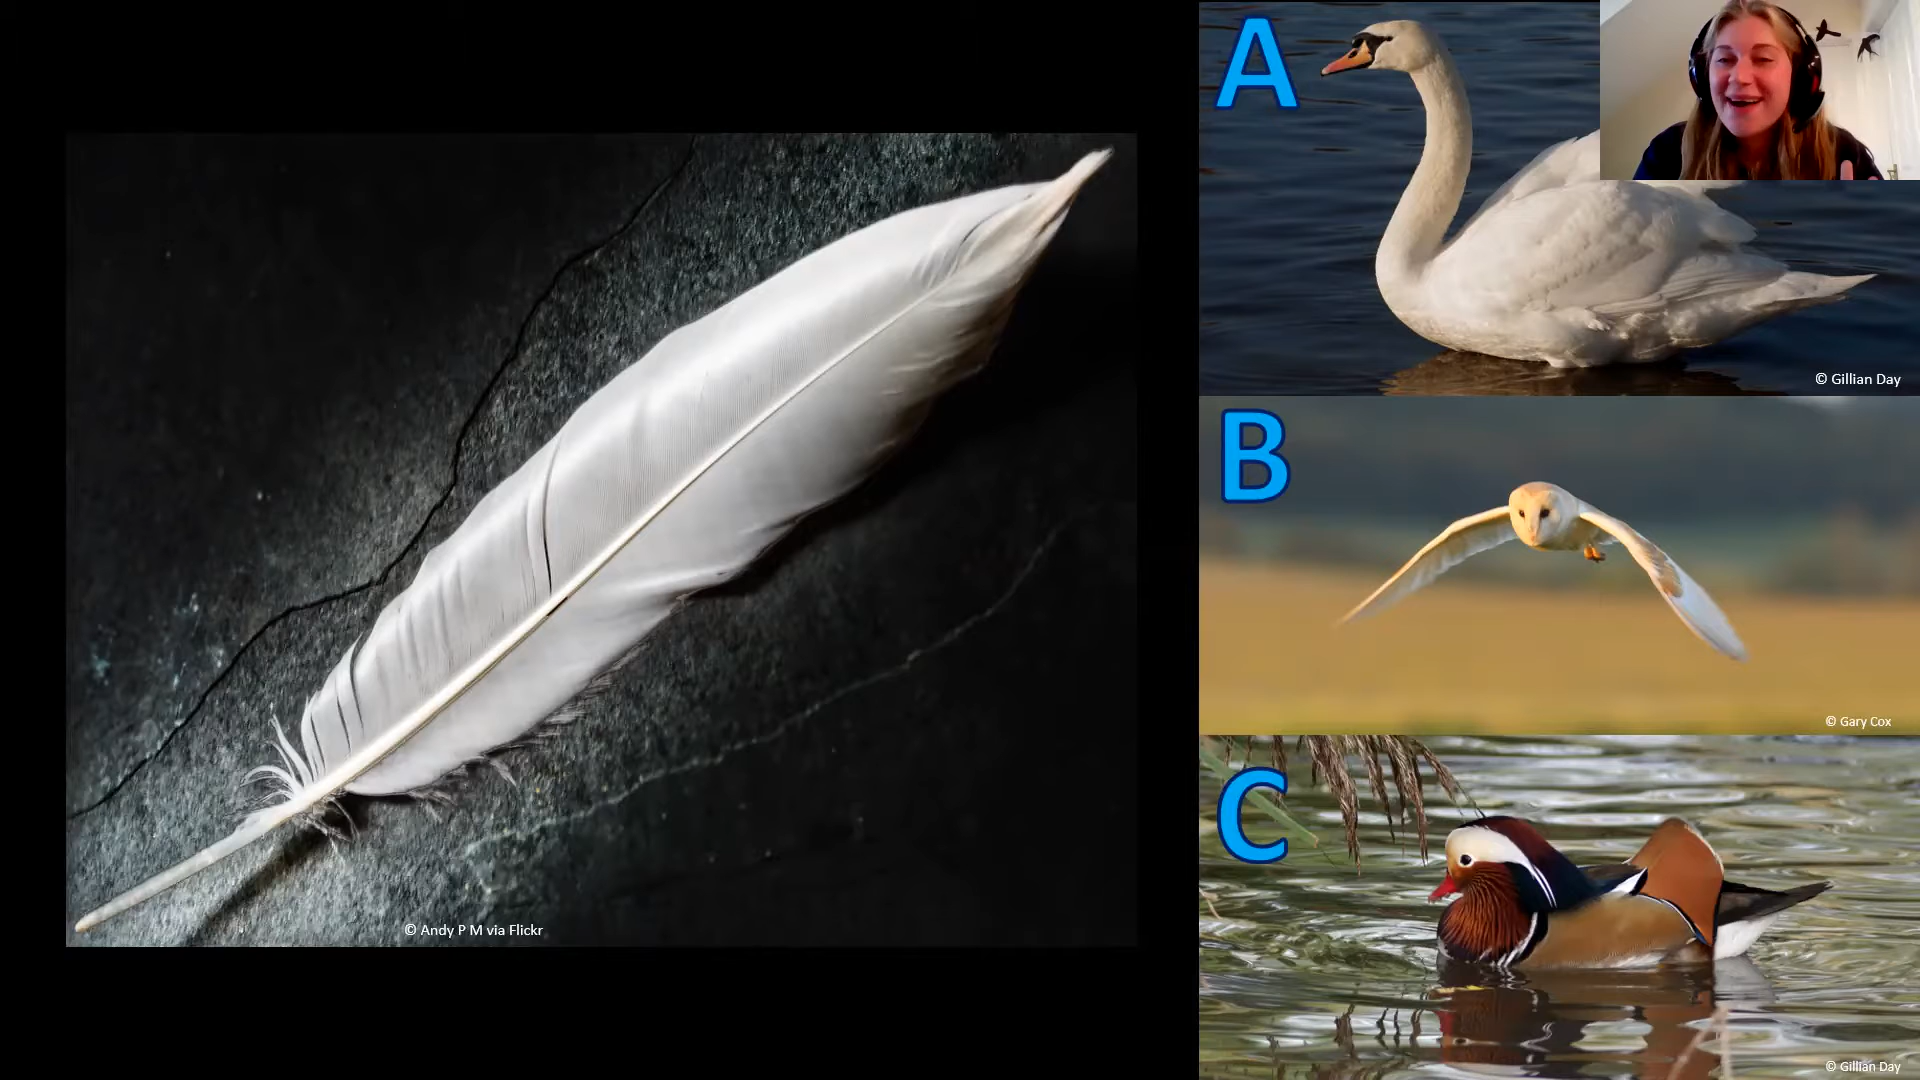 © Andy P M via Flickr
A
© Gillian Day
B
© Gary Cox
C
© Gillian Day